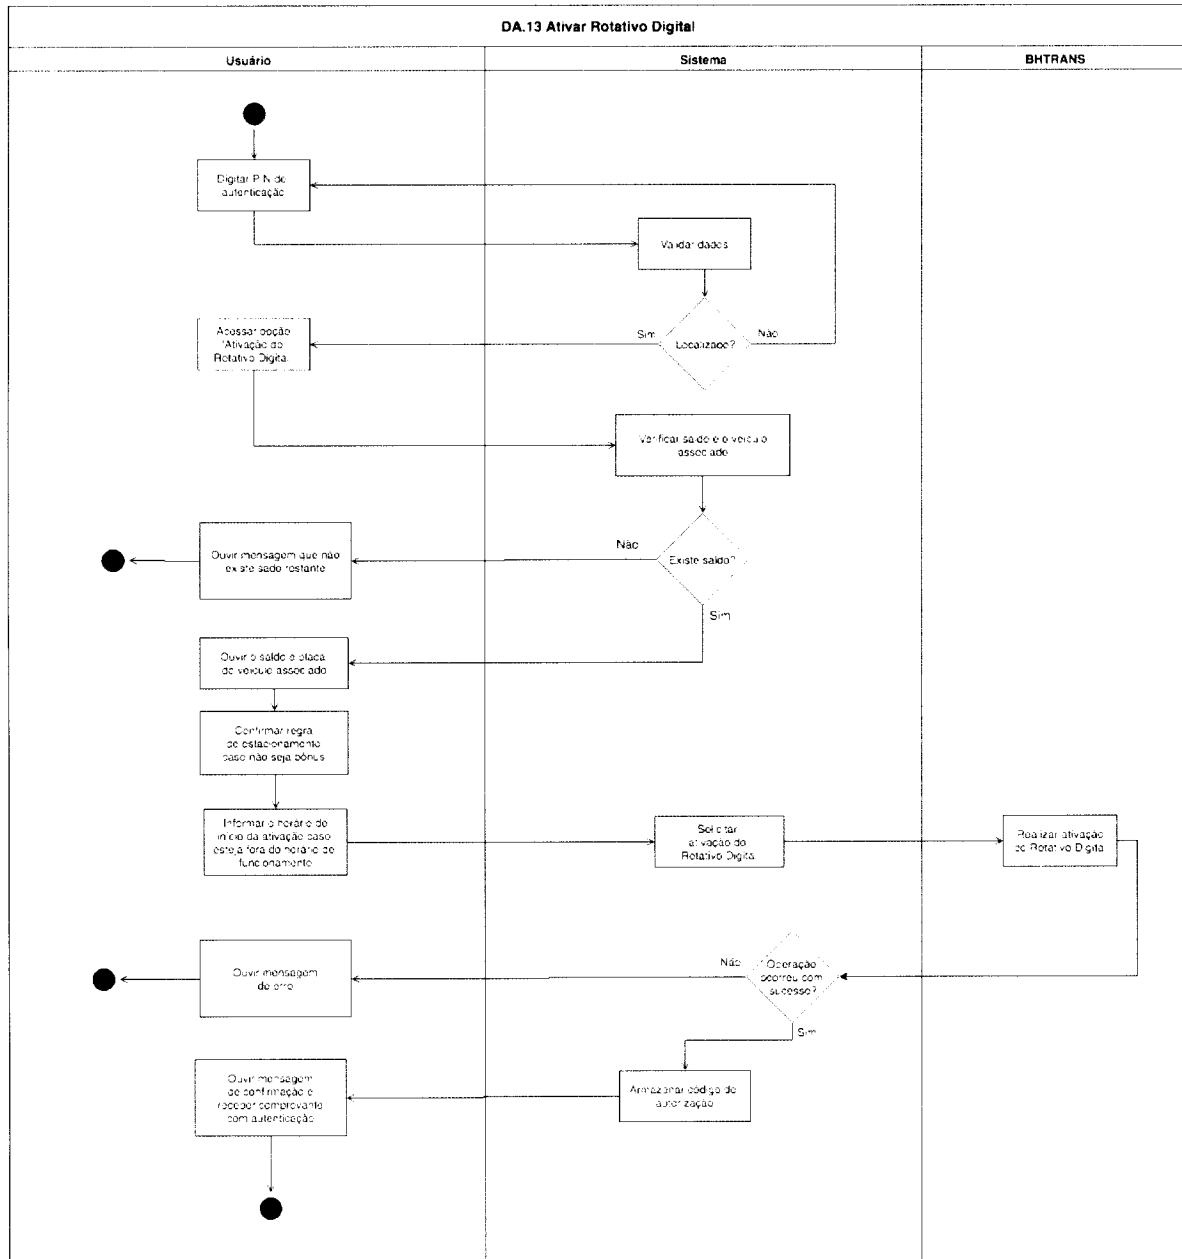 DA.13 Ativar Rotativo Digital
Usuário
Sistema
BHTRANS
Digitar PIN de
autenticação
Validar dados
Acessar opção
"Ativação do
Rotativo Digital
Sim
Localizado?
Não
Verificar saldo e o veículo
associado
Ouvir mensagem que não
existe saldo restante
Não
Existe saldo?
Sim
Ouvir o saldo e placa
do veículo associado
Confirmar regra
de estacionamento
caso não seja bônus
Informar o horário de
início da ativação caso
esteja fora do horário de
funcionamento
Solicitar
ativação do
Rotativo Digital
Realizar ativação
do Rotativo Digital
Ouvir mensagem
de erro
Não
Operação
ocorreu com
sucesso?
Sim
Ouvir mensagem
de confirmação e
receber comprovante
com autenticação
Armazenar código de
autorização